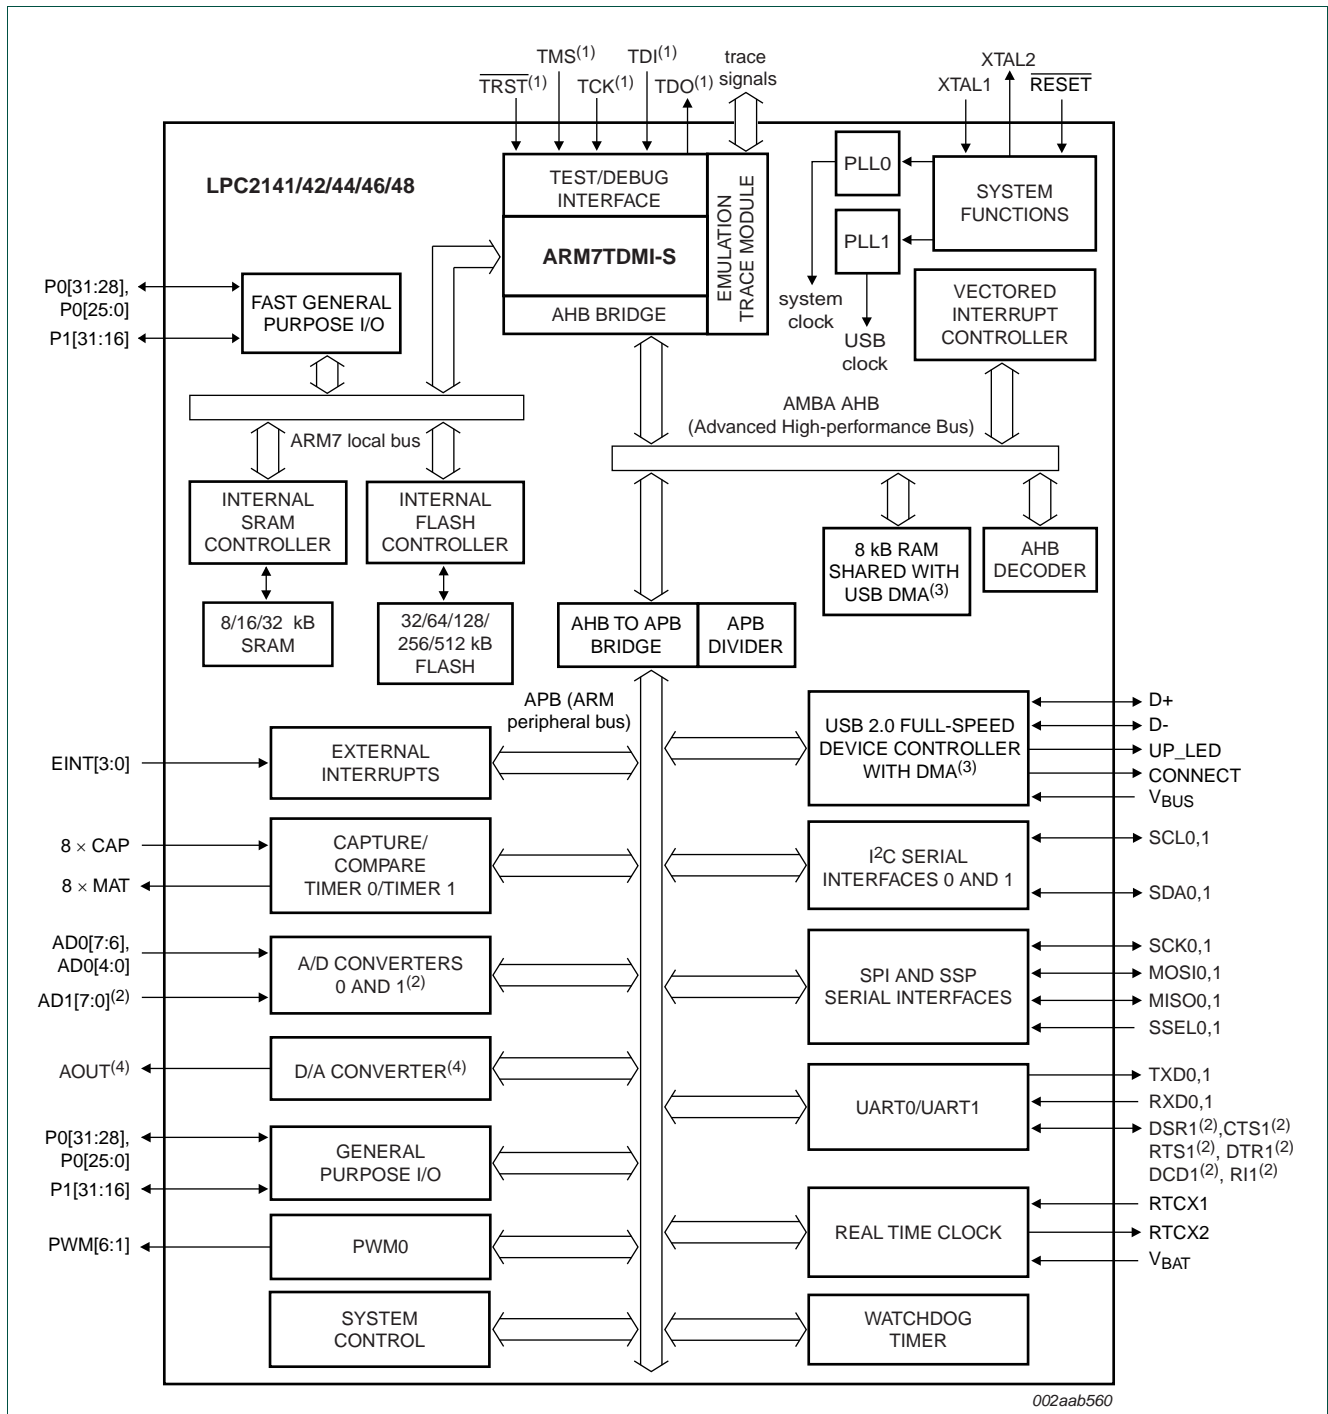 TMS(1)
TDI(1)
trace
signals
XTAL2
TRST(1)
TCK(1)
TDO(1)
XTAL1
RESET
LPC2141/42/44/46/48
TEST/DEBUG
INTERFACE
ARM7TDMI-S
AHB BRIDGE
EMULATION
TRACE MODULE
PLL0
PLL1
SYSTEM
FUNCTIONS
system
clock
USB
clock
VECTORED
INTERRUPT
CONTROLLER
P0[31:28],
P0[25:0]
P1[31:16]
FAST GENERAL
PURPOSE I/O
ARM7 local bus
AMBA AHB
(Advanced High-performance Bus)
INTERNAL
SRAM
CONTROLLER
INTERNAL
FLASH
CONTROLLER
8 kB RAM
SHARED WITH
USB DMA(3)
AHB
DECODER
8/16/32 kB
SRAM
32/64/128/
256/512 kB
FLASH
AHB TO APB
BRIDGE
APB
DIVIDER
APB (ARM
peripheral bus)
EINT[3:0]
EXTERNAL
INTERRUPTS
USB 2.0 FULL-SPEED
DEVICE CONTROLLER
WITH DMA(3)
D+
D-
UP_LED
CONNECT
VBUS
8 × CAP
8 × MAT
CAPTURE/
COMPARE
TIMER 0/TIMER 1
I2C SERIAL
INTERFACES 0 AND 1
SCL0,1
SDA0,1
AD0[7:6],
AD0[4:0]
AD1[7:0](2)
A/D CONVERTERS
0 AND 1(2)
SPI AND SSP
SERIAL INTERFACES
SCK0,1
MOSI0,1
MISO0,1
SSEL0,1
AOUT(4)
D/A CONVERTER(4)
UART0/UART1
TXD0,1
RXD0,1
DSR1(2),CTS1(2)
RTS1(2), DTR1(2)
DCD1(2), RI1(2)
P0[31:28],
P0[25:0]
P1[31:16]
GENERAL
PURPOSE I/O
REAL TIME CLOCK
RTCX1
RTCX2
VBAT
PWM[6:1]
PWM0
SYSTEM
CONTROL
WATCHDOG
TIMER
002aab560